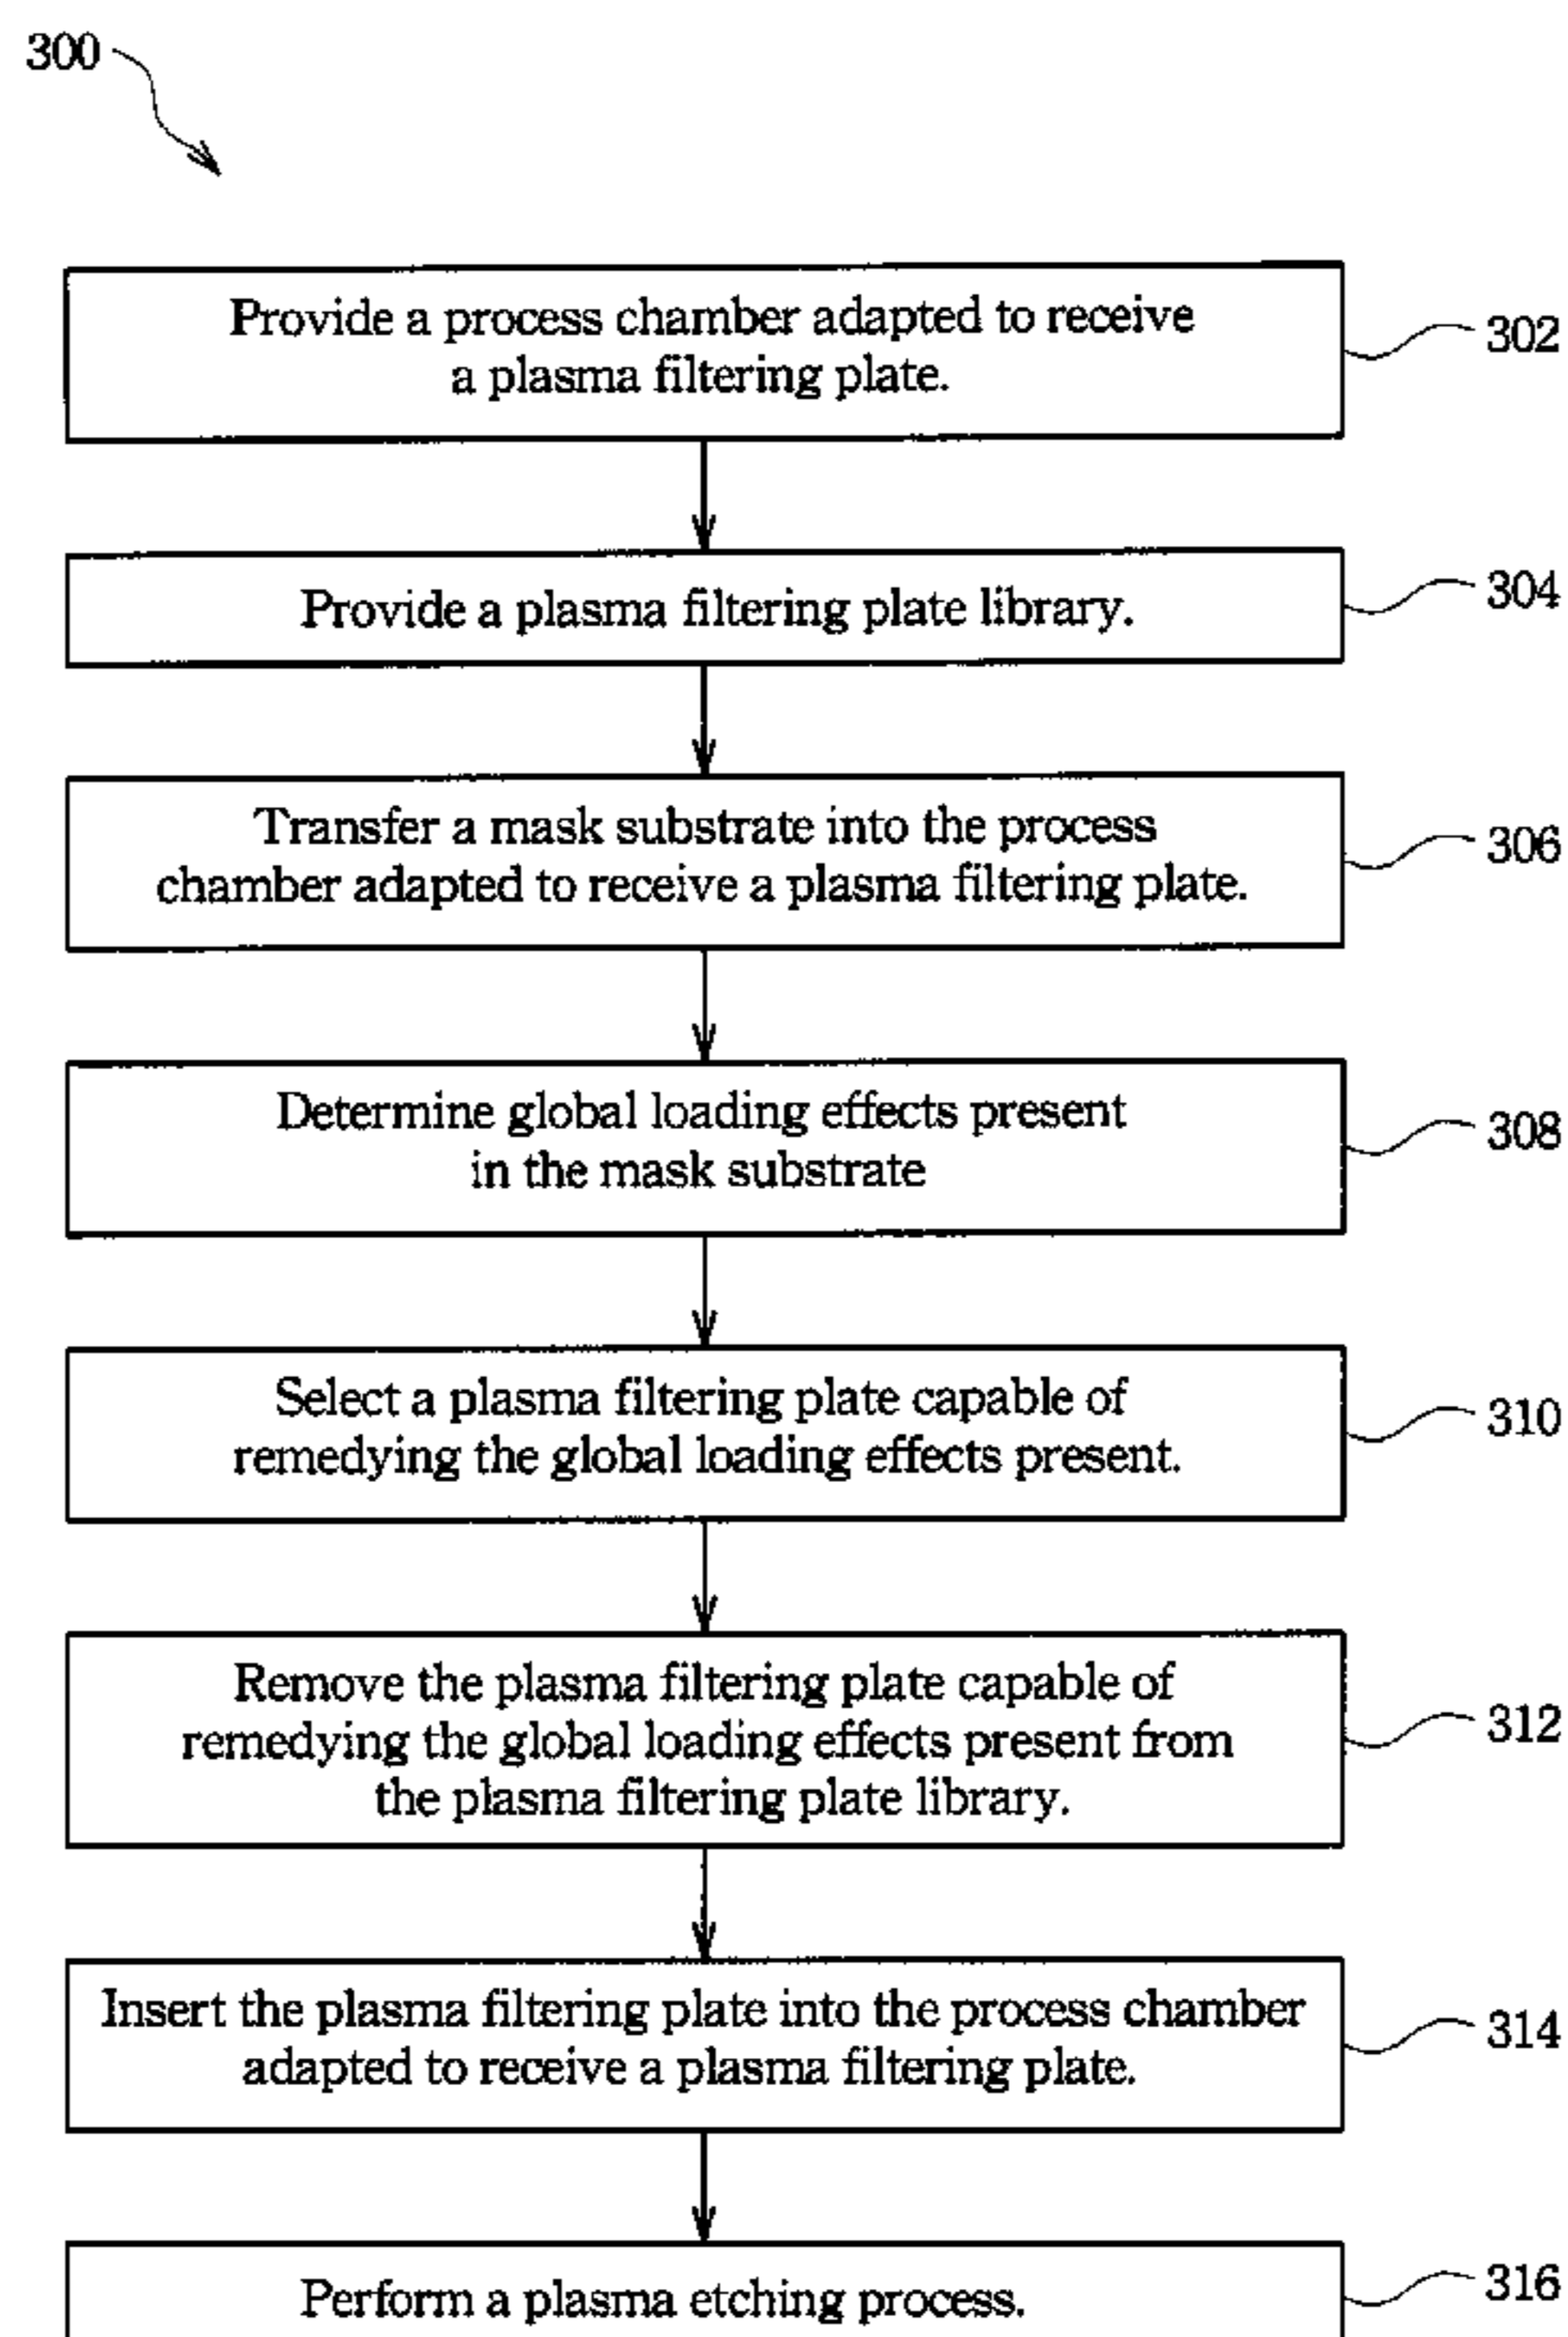 300
Provide a process chamber adapted to receive
a plasma filtering plate.
302
Provide a plasma filtering plate library.
304
Transfer a mask substrate into the process
chamber adapted to receive a plasma filtering plate.
306
Determine global loading effects present
in the mask substrate
308
Select a plasma filtering plate capable of
remedying the global loading effects present.
310
Remove the plasma filtering plate capable of
remedying the global loading effects present from
the plasma filtering plate library.
312
Insert the plasma filtering plate into the process chamber
adapted to receive a plasma filtering plate.
314
Perform a plasma etching process.
316